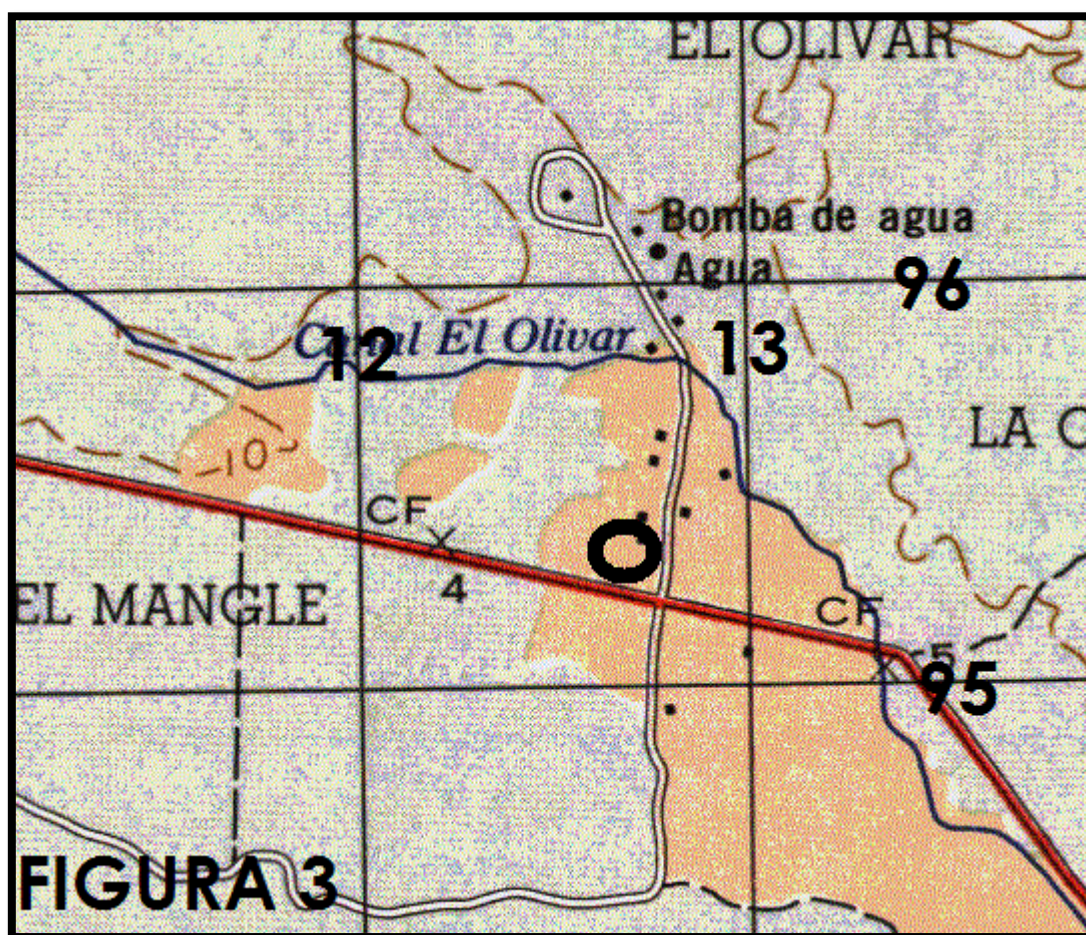 EL OLIVAR
Bomba de agua
Agua
96
Canal El Olivar
12
13
LA C
10
CF
4
EL MANGLE
CF
5
95
FIGURA 3